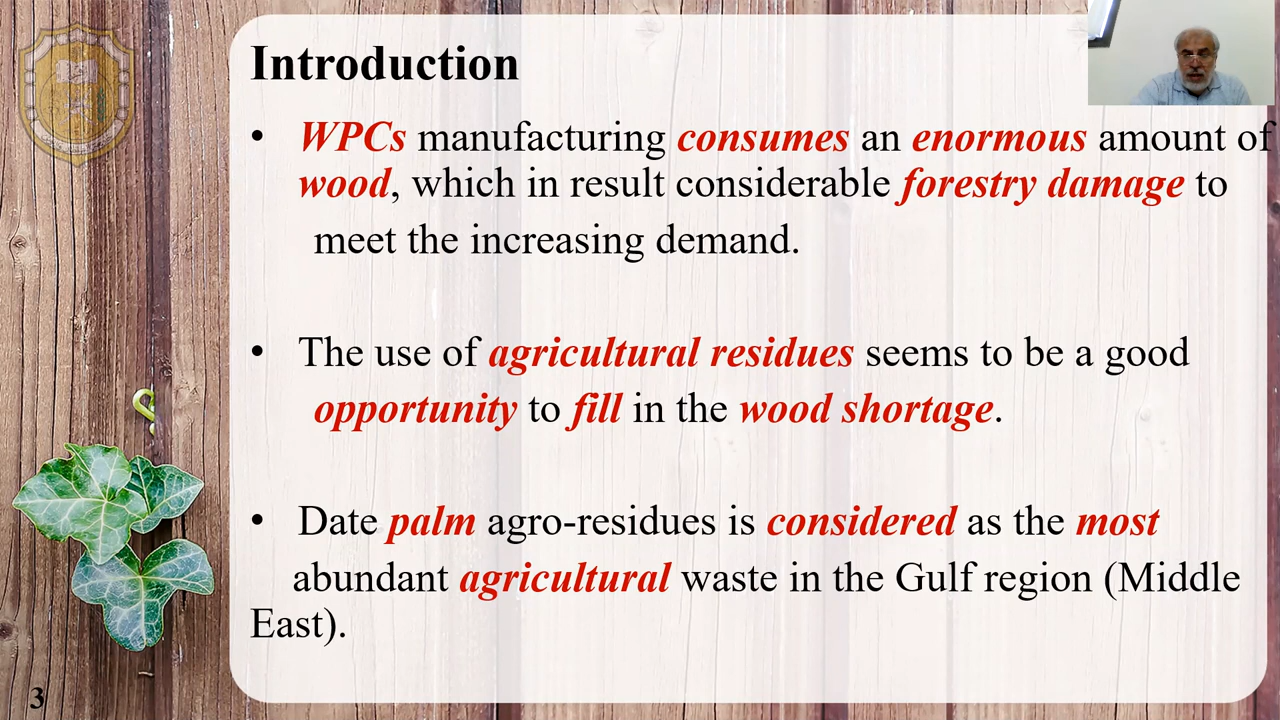 Introduction
• WPCs manufacturing consumes an enormous amount of
wood, which in result considerable forestry damage to
meet the increasing demand.
• The use of agricultural residues seems to be a good
opportunity to fill in the wood shortage.
• Date palm agro-residues is considered as the most
abundant agricultural waste in the Gulf region (Middle
East).
3